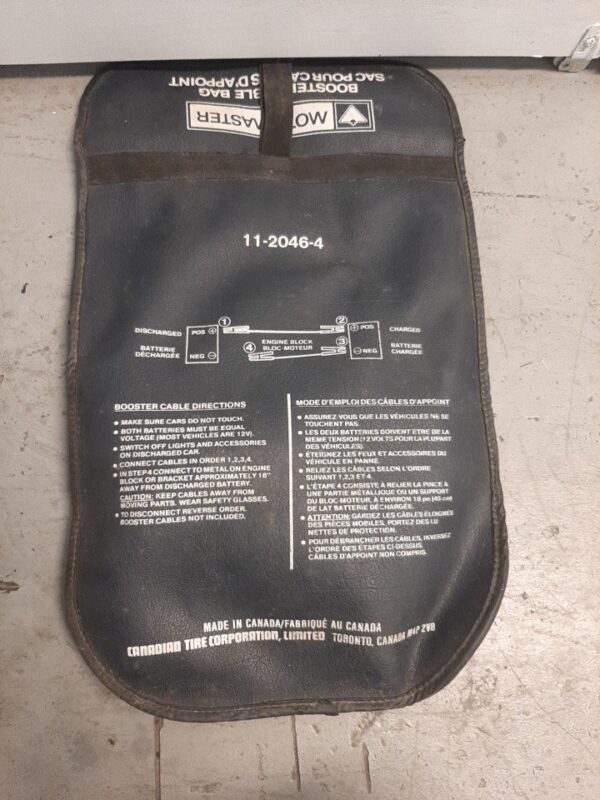 BOOSTER CABLE BAG
SAC POUR CABLES D'APPOINT
MOTOMASTER
11-2046-4
1
2
DISCHARGED
POS +
+ POS
CHARGED
ENGINE BLOCK
BLOC-MOTEUR
4
3
BATTERIE
DÉCHARGÉE
NEG −
− NEG
BATTERIE
CHARGÉE
BOOSTER CABLE DIRECTIONS
• MAKE SURE CARS DO NOT TOUCH.
• BOTH BATTERIES MUST BE EQUAL
VOLTAGE (MOST VEHICLES ARE 12V).
• SWITCH OFF LIGHTS AND ACCESSORIES
ON DISCHARGED CAR.
• CONNECT CABLES IN ORDER 1,2,3,4.
• IN STEP 4 CONNECT TO METAL ON ENGINE
BLOCK OR BRACKET APPROXIMATELY 18"
AWAY FROM DISCHARGED BATTERY.
CAUTION: KEEP CABLES AWAY FROM
MOVING PARTS. WEAR SAFETY GLASSES.
• TO DISCONNECT REVERSE ORDER.
BOOSTER CABLES NOT INCLUDED.
MODE D'EMPLOI DES CÂBLES D'APPOINT
• ASSUREZ-VOUS QUE LES VÉHICULES NE SE
TOUCHENT PAS.
• LES DEUX BATTERIES DOIVENT ÊTRE DE LA
MEME TENSION (12 VOLTS POUR LA PLUPART
DES VÉHICULES).
• ÉTEIGNEZ LES FEUX ET ACCESSOIRES DU
VÉHICULE EN PANNE.
• RELIEZ LES CÂBLES SELON L'ORDRE
SUIVANT 1,2,3 ET 4.
• L'ÉTAPE 4 CONSISTE À RELIER LA PINCE À
UNE PARTIE MÉTALLIQUE OU UN SUPPORT
DU BLOC-MOTEUR, À ENVIRON 18 po (45 cm)
DE LAT BATTERIE DÉCHARGÉE.
• ATTENTION: GARDEZ LES CÂBLES ÉLOIGNÉS
DES PIÈCES MOBILES, PORTEZ DES LU
NETTES DE PROTECTION.
• POUR DÉBRANCHER LES CÂBLES, INVERSEZ
L'ORDRE DES ÉTAPES CI-DESSUS.
CÂBLES D'APPOINT NON COMPRIS.
MADE IN CANADA/FABRIQUÉ AU CANADA
CANADIAN TIRE CORPORATION, LIMITED TORONTO, CANADA M4P 2V8